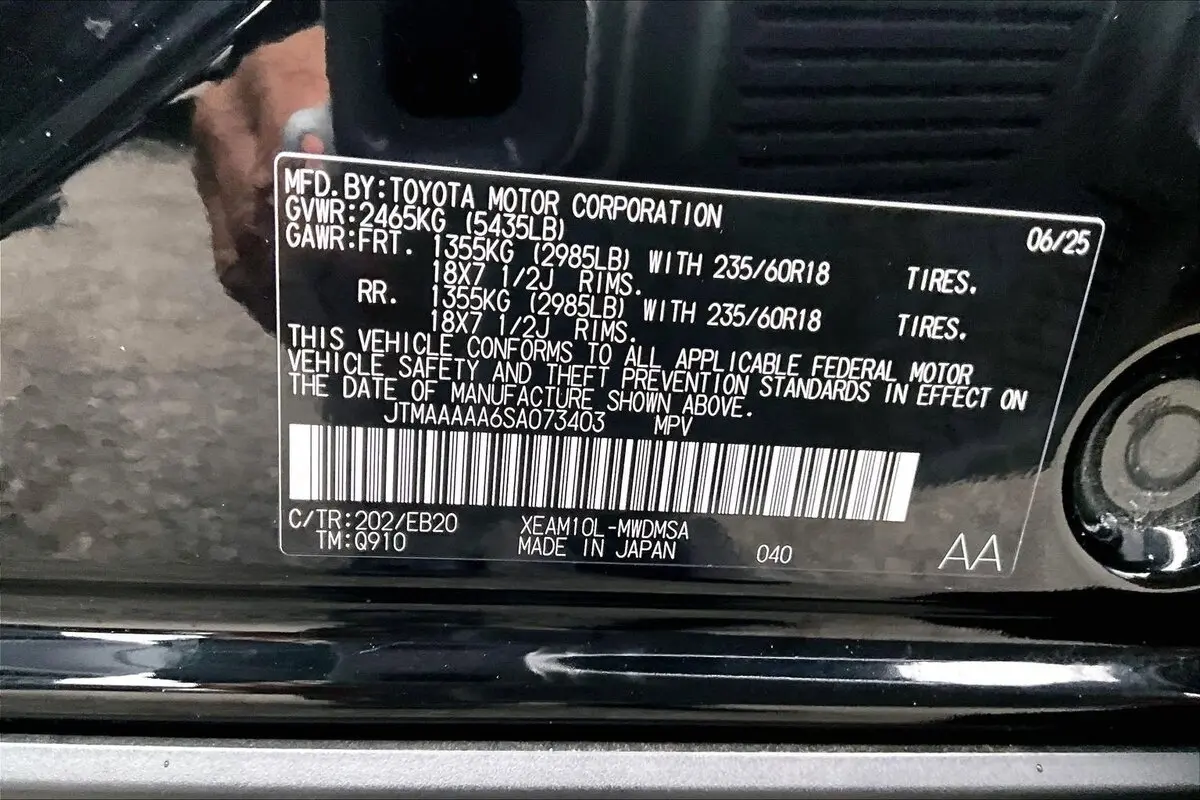 MFD. BY:TOYOTA MOTOR CORPORATION 06/25
GVWR:2465KG (5435LB)
GAWR:FRT. 1355KG (2985LB) WITH 235/60R18 TIRES.
18X7 1/2J RIMS.
RR. 1355KG (2985LB) WITH 235/60R18 TIRES.
18X7 1/2J RIMS.
THIS VEHICLE CONFORMS TO ALL APPLICABLE FEDERAL MOTOR
VEHICLE SAFETY AND THEFT PREVENTION STANDARDS IN EFFECT ON
THE DATE OF MANUFACTURE SHOWN ABOVE.
JTMAAAAA6SA073403 MPV
C/TR:202/EB20 XEAM10L-MWDMSA
TM:Q910 MADE IN JAPAN 040 AA